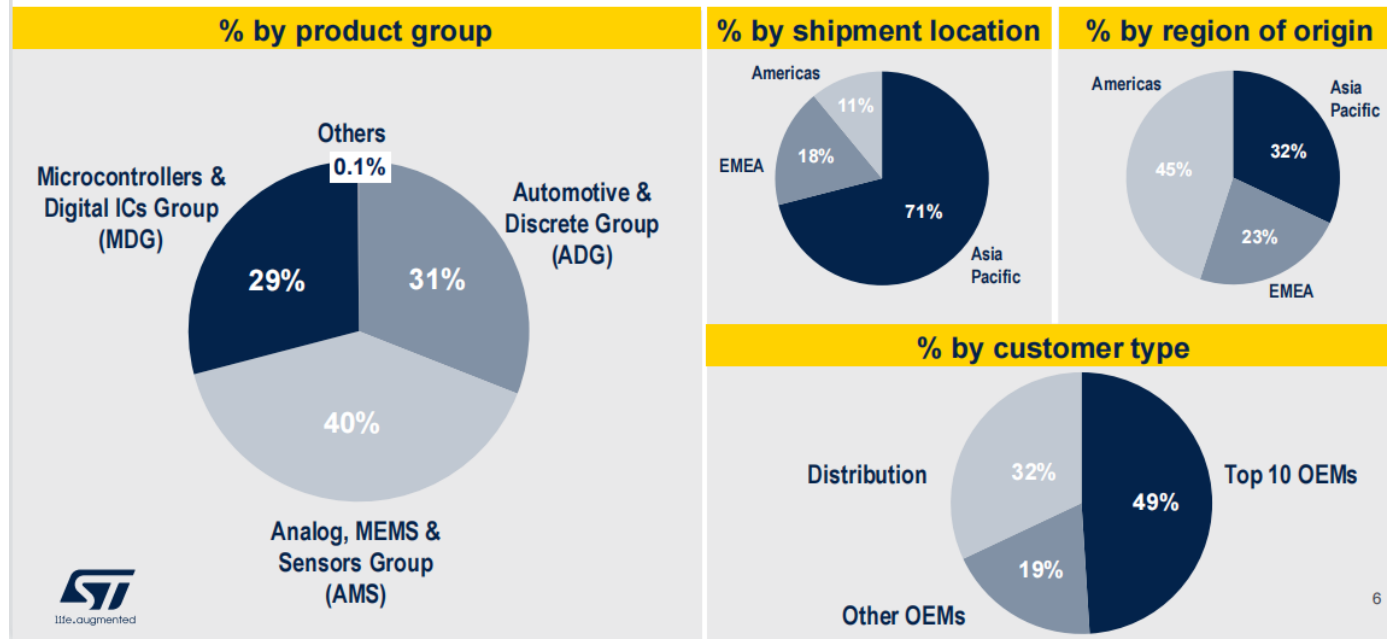 % by product group
Others
0.1%
Microcontrollers &
Digital ICs Group
(MDG)
29%
Automotive &
Discrete Group
(ADG)
31%
40%
Analog, MEMS &
Sensors Group
(AMS)
ST
life.augmented
% by shipment location
Americas
11%
EMEA
18%
71%
Asia
Pacific
% by region of origin
Americas
45%
Asia
Pacific
32%
23%
EMEA
% by customer type
Distribution
32%
49%
Top 10 OEMs
19%
Other OEMs
6